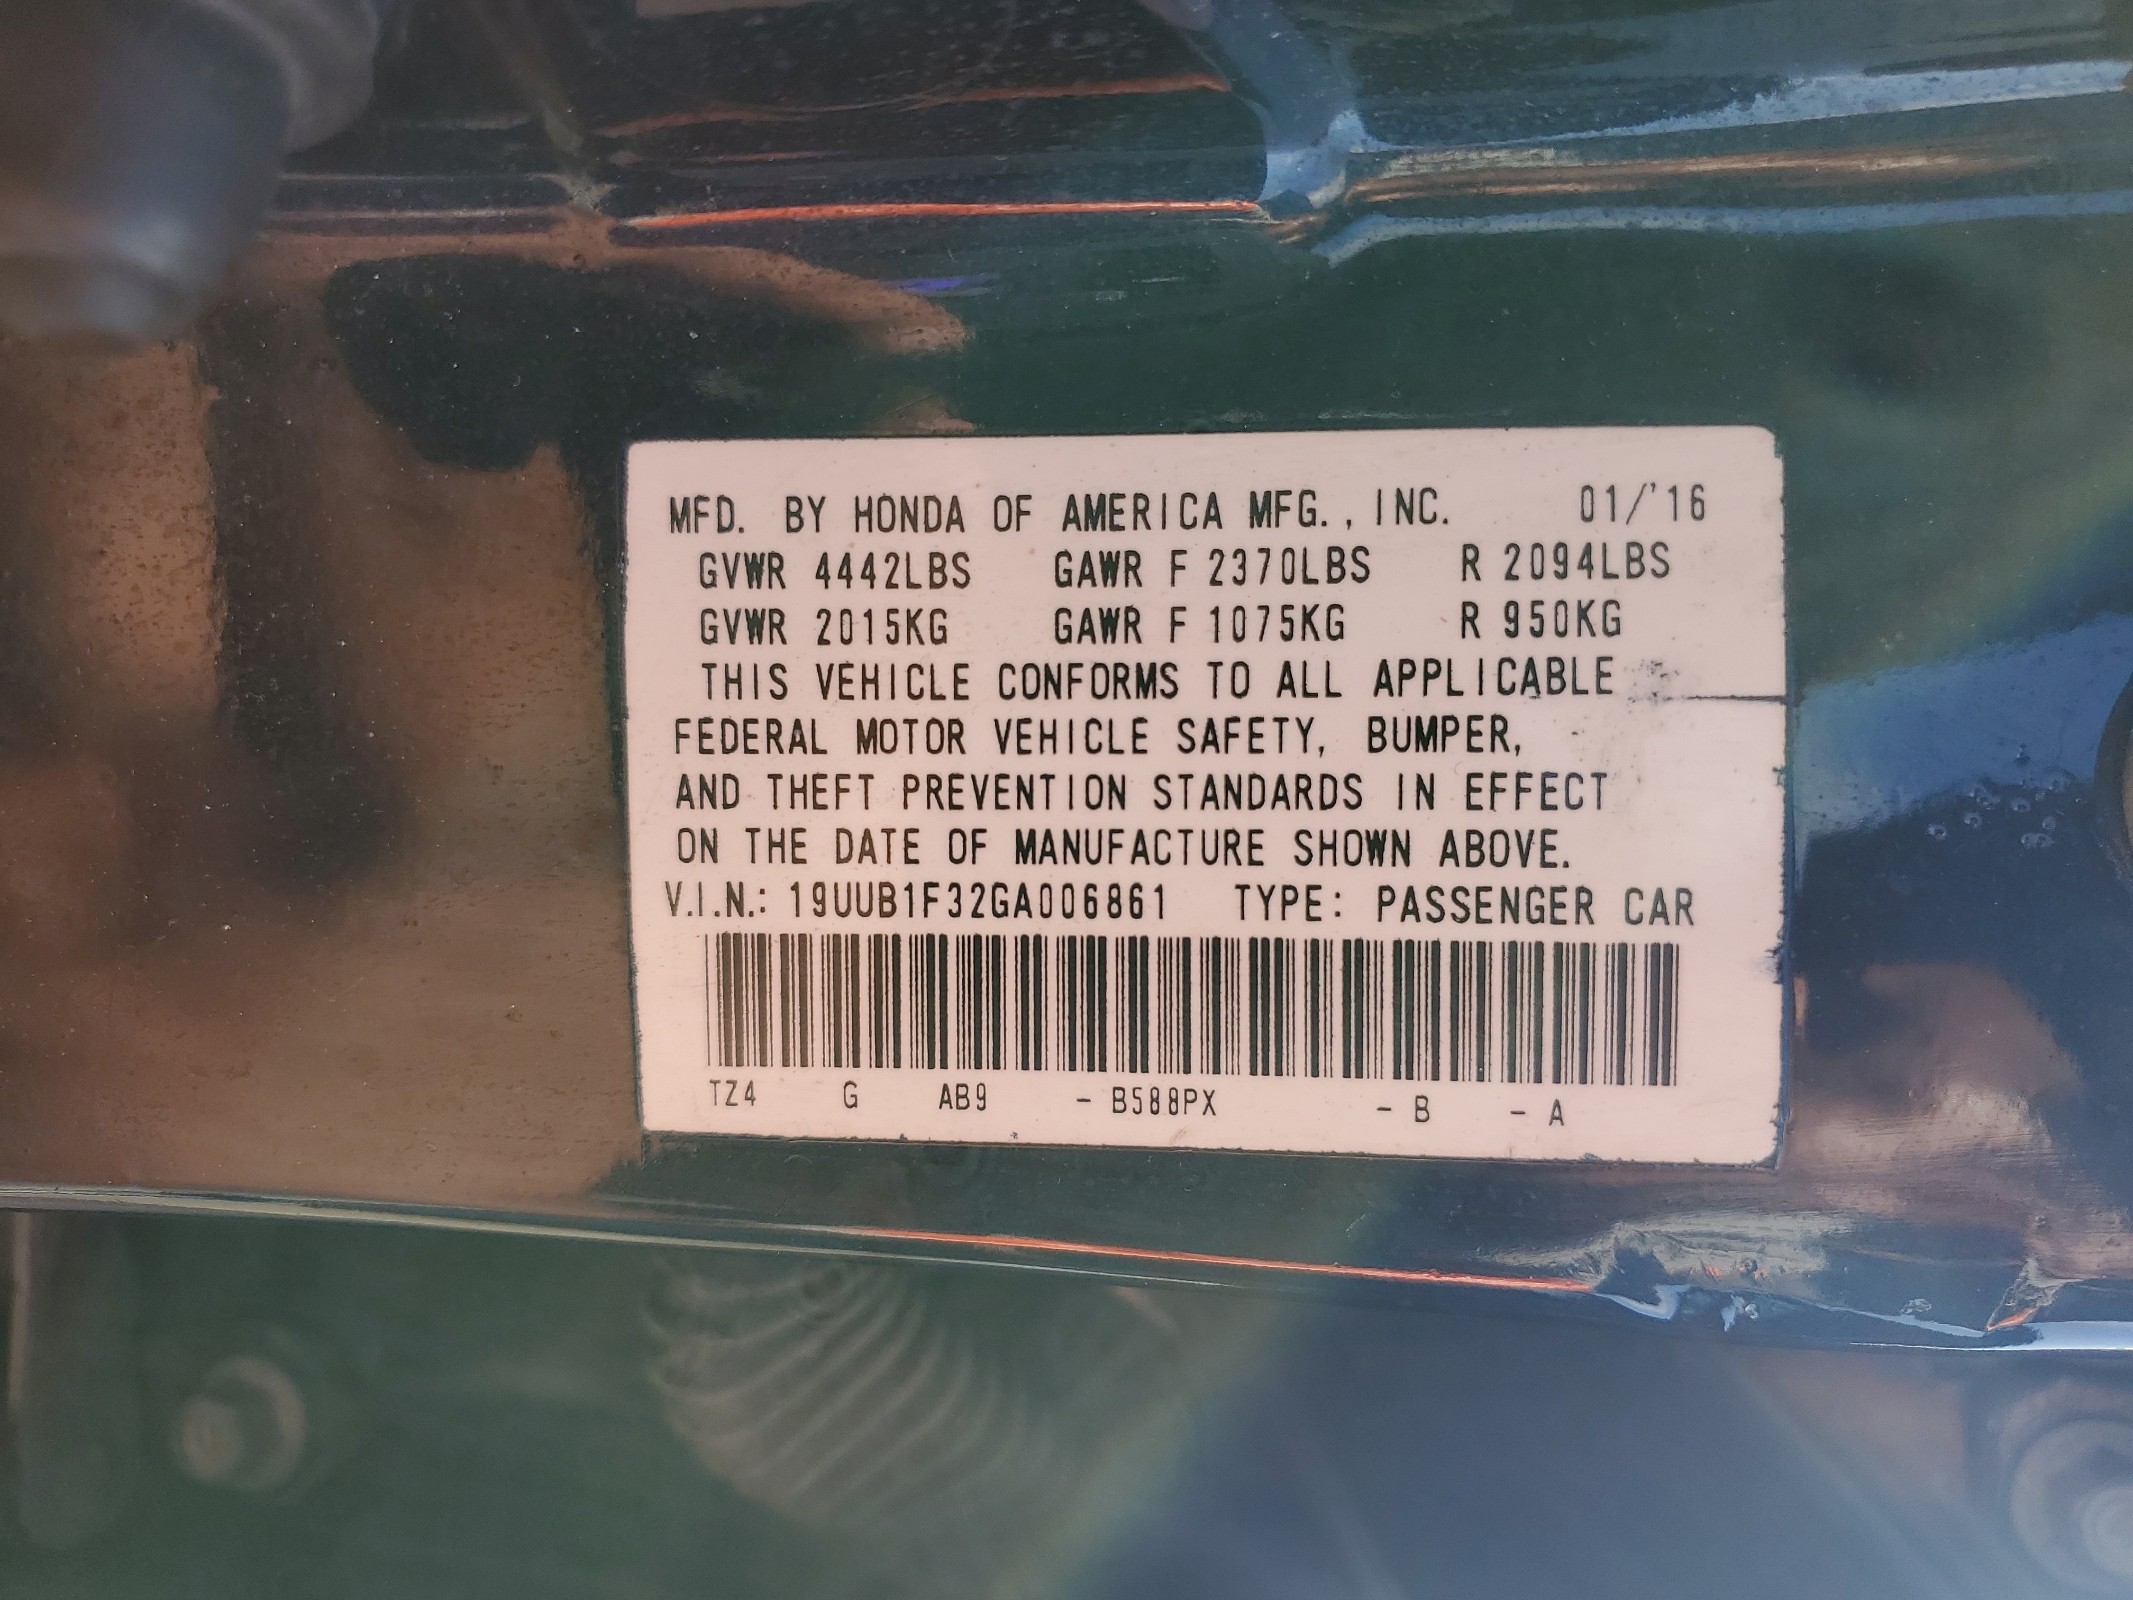 MFD. BY HONDA OF AMERICA MFG., INC. 01/'16
GVWR 4442LBS GAWR F 2370LBS R 2094LBS
GVWR 2015KG GAWR F 1075KG R 950KG
THIS VEHICLE CONFORMS TO ALL APPLICABLE
FEDERAL MOTOR VEHICLE SAFETY, BUMPER,
AND THEFT PREVENTION STANDARDS IN EFFECT
ON THE DATE OF MANUFACTURE SHOWN ABOVE.
V.I.N.: 19UUB1F32GA006861 TYPE: PASSENGER CAR
TZ4 G AB9 - B588PX - B - A